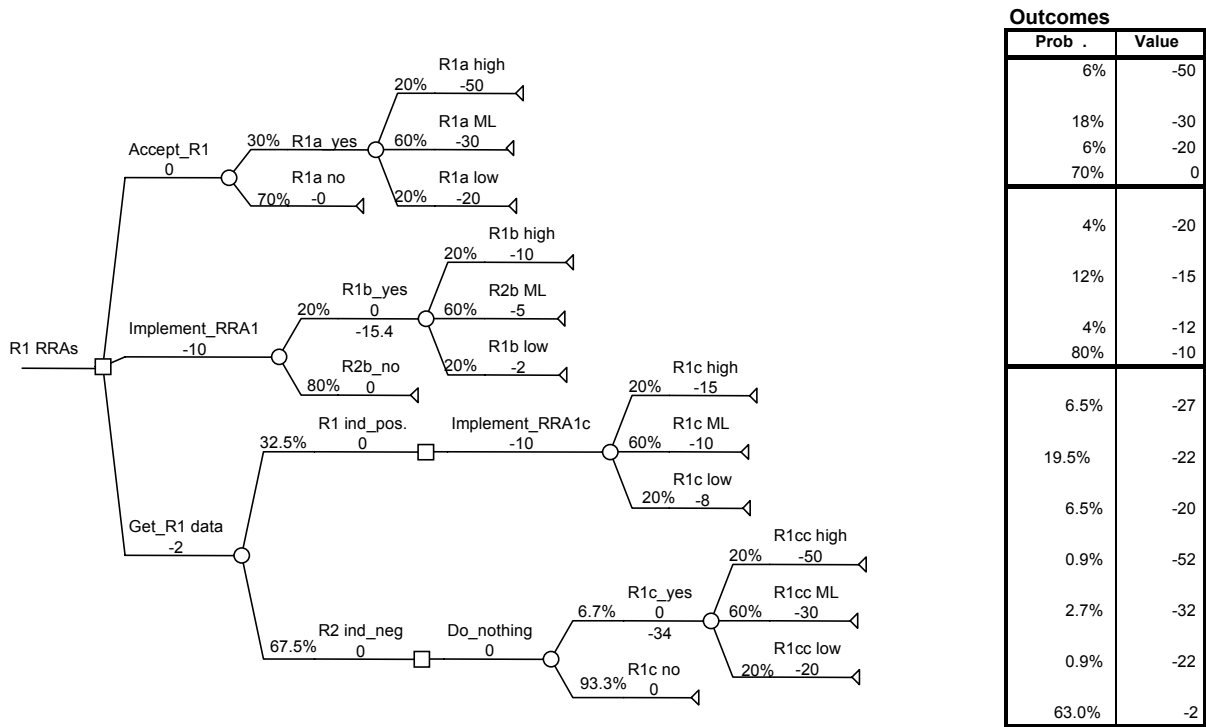 Outcomes
Prob . Value
6% -50
18% -30
6% -20
70% 0
4% -20
12% -15
4% -12
80% -10
6.5% -27
19.5% -22
6.5% -20
0.9% -52
2.7% -32
0.9% -22
63.0% -2
R1 RRAs
Accept_R1
0
30% R1a_yes
R1a no
70% -0
R1a high
20% -50
R1a ML
60% -30
R1a low
20% -20
Implement_RRA1
-10
R1b_yes
20% 0
-15.4
R2b_no
80% 0
R1b high
20% -10
R2b ML
60% -5
R1b low
20% -2
Get_R1 data
-2
R1 ind_pos.
32.5% 0
Implement_RRA1c
-10
R1c high
20% -15
R1c ML
60% -10
R1c low
20% -8
R2 ind_neg
67.5% 0
Do_nothing
0
R1c_yes
6.7% 0
-34
R1c no
93.3% 0
R1cc high
20% -50
R1cc ML
60% -30
R1cc low
20% -20